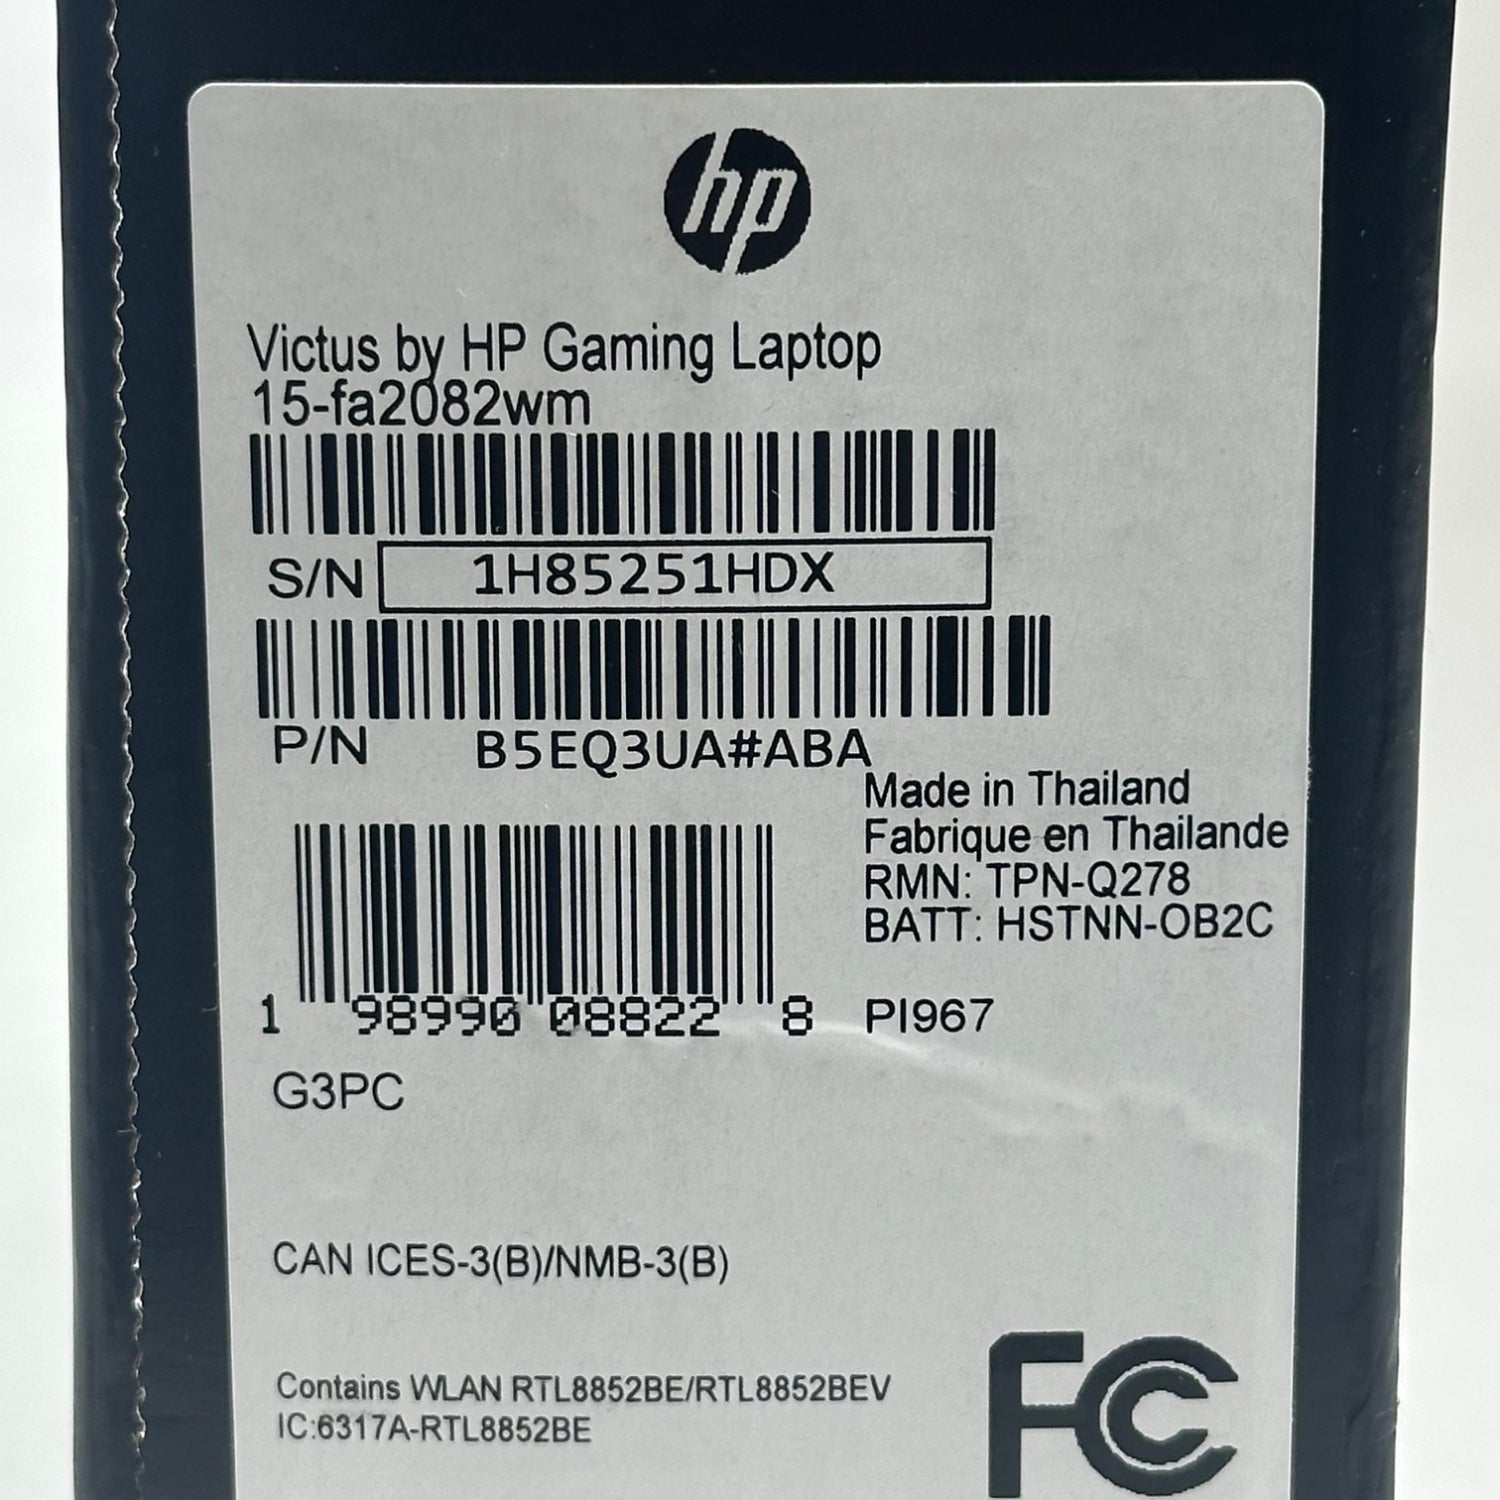 hp
Victus by HP Gaming Laptop
15-fa2082wm
S/N 1H85251HDX
P/N B5EQ3UA#ABA
Made in Thailand
Fabrique en Thailande
RMN: TPN-Q278
BATT: HSTNN-OB2C
1 98990 08822 8
PI967
G3PC
CAN ICES-3(B)/NMB-3(B)
Contains WLAN RTL8852BE/RTL8852BEV
IC:6317A-RTL8852BE
FC